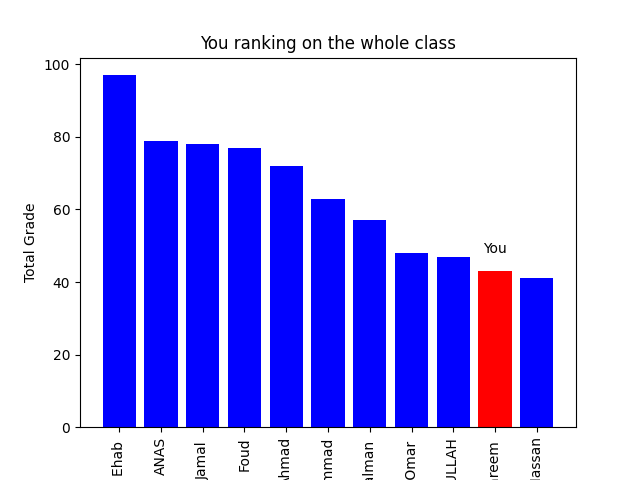 You ranking on the whole class
Total Grade
100
80
60
40
20
0
You
Ehab
ANAS
Jamal
Foud
Omar